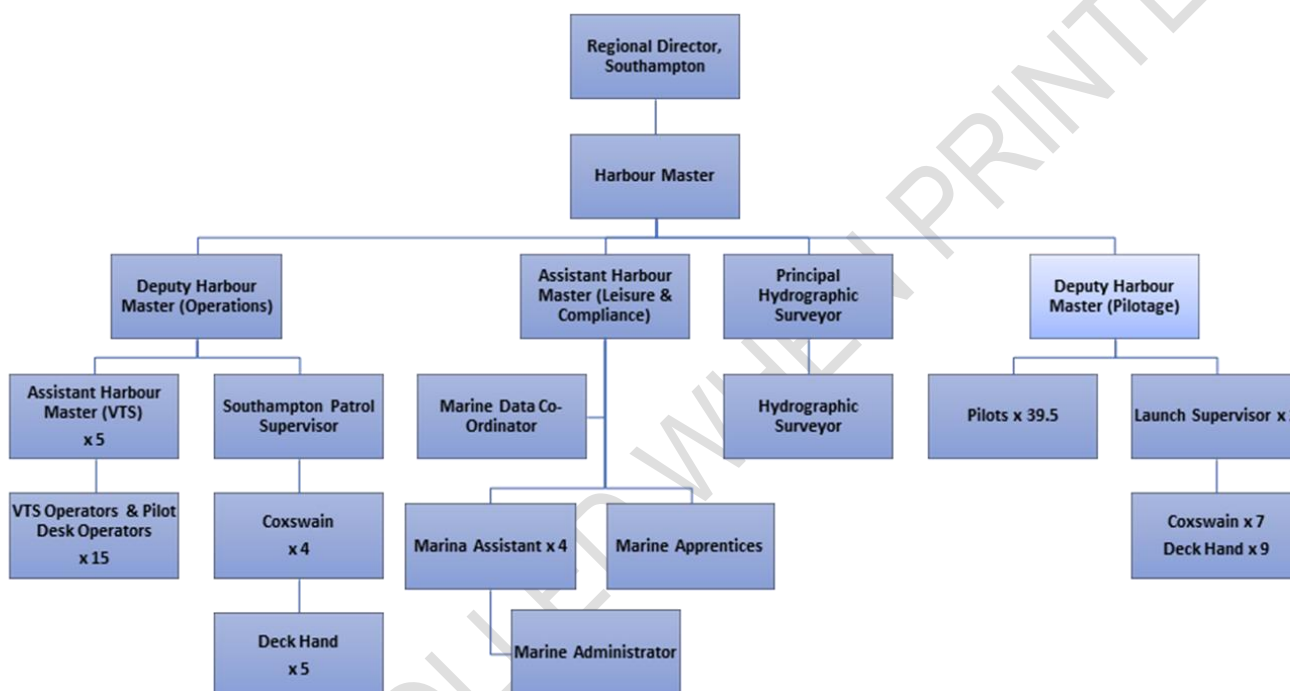 Regional Director,
Southampton
Harbour Master
Deputy Harbour
Master (Operations)
Assistant Harbour
Master (Leisure &
Compliance)
Principal
Hydrographic
Surveyor
Deputy Harbour
Master (Pilotage)
Assistant Harbour
Master (VTS)
x 5
Southampton Patrol
Supervisor
Marine Data Co-
Ordinator
Hydrographic
Surveyor
Pilots x 39.5
Launch Supervisor x
VTS Operators & Pilot
Desk Operators
x 15
Coxswain
x 4
Marina Assistant x 4
Marine Apprentices
Coxswain x 7
Deck Hand x 9
Deck Hand
x 5
Marine Administrator
WHEN PRINTE